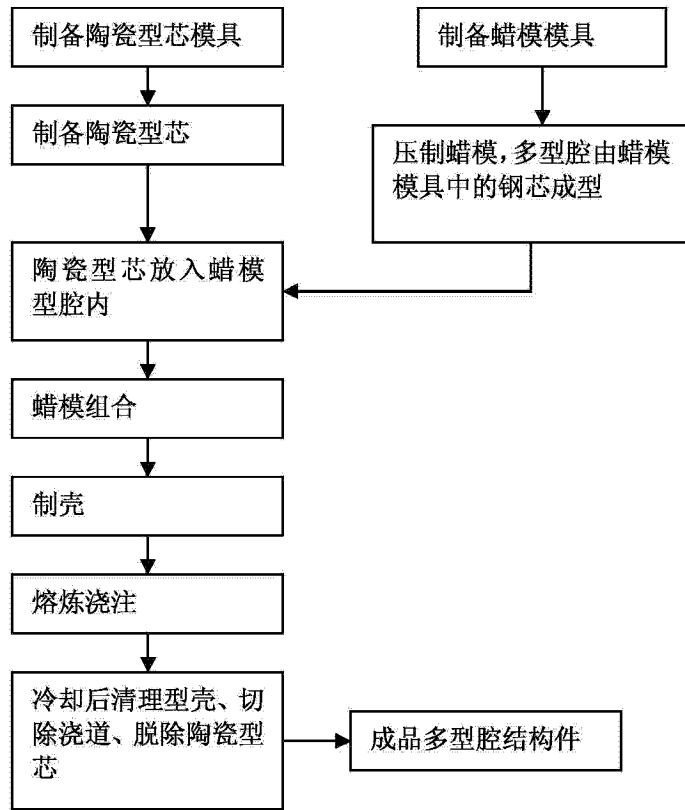 制备陶瓷型芯模具
制备蜡模模具
制备陶瓷型芯
压制蜡模，多型腔由蜡模
模具中的钢芯成型
陶瓷型芯放入蜡模
型腔内
蜡模组合
制壳
熔炼浇注
冷却后清理型壳、切
除浇道、脱除陶瓷型
芯
成品多型腔结构件